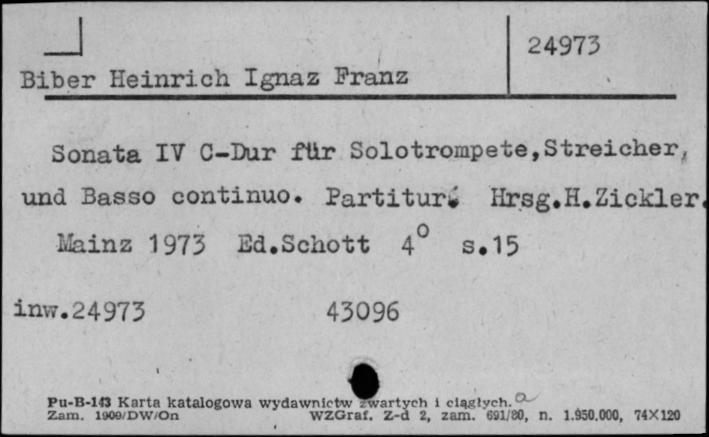 24973
Biber Heinrich Ignaz Franz
Sonata IV C-Dur für Solotrompete,Streicher,
und Basso continuo. Partitur. Hrsg.H.Zickler.
Mainz 1973 Ed.Schott 4° s.15
inw.24973 43096
Pu-B-143 Karta katalogowa wydawnictw zwartych i ciągłych. a
Zam. 1909/DW/On WZGraf. Z-d 2, zam. 691/80, n. 1.950.000, 74×120